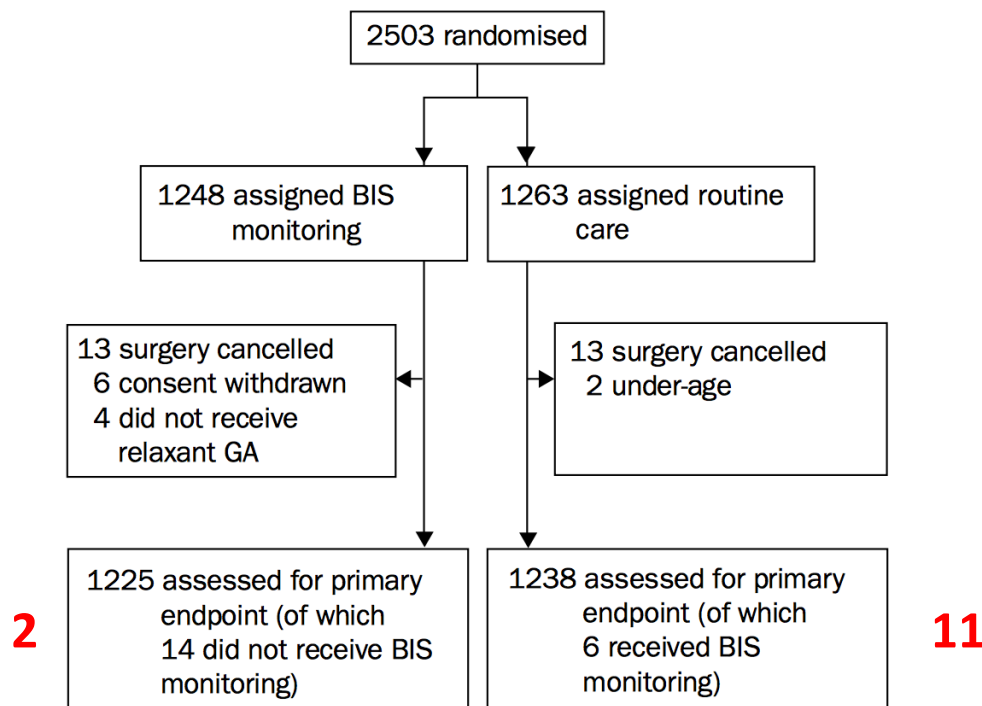 2503 randomised
1248 assigned BIS
monitoring
1263 assigned routine
care
13 surgery cancelled
6 consent withdrawn
4 did not receive
relaxant GA
13 surgery cancelled
2 under-age
1225 assessed for primary
endpoint (of which
14 did not receive BIS
monitoring)
1238 assessed for primary
endpoint (of which
6 received BIS
monitoring)
2
11